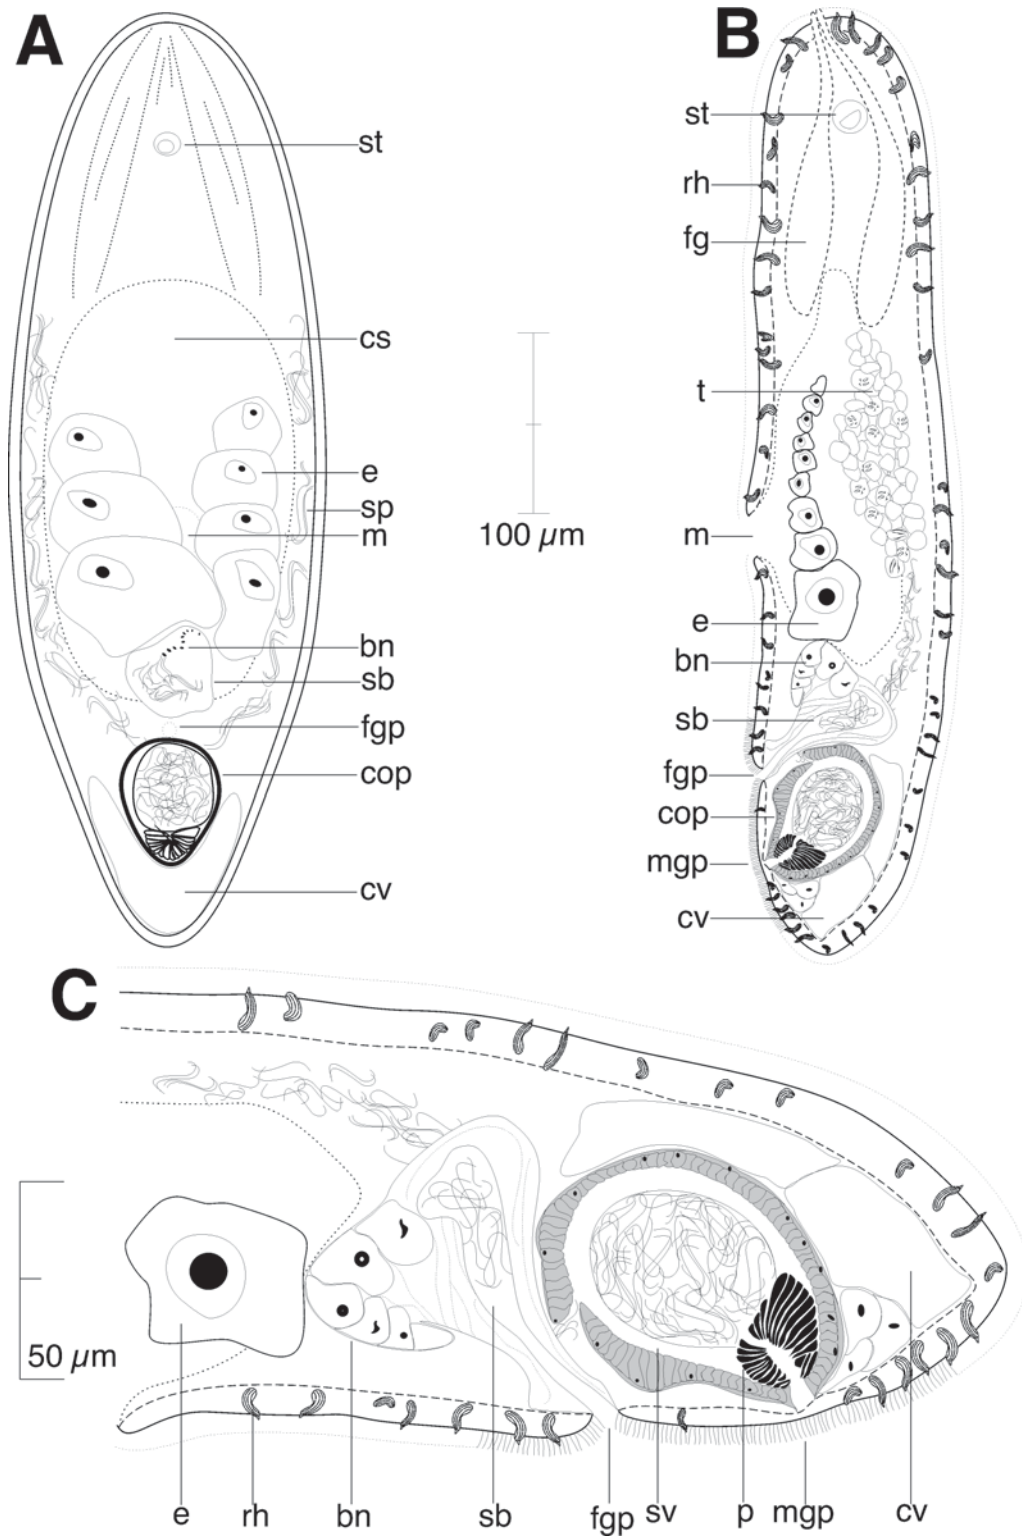 A
st
cs
e
sp
m
bn
sb
fgp
cop
cv
100 µm
B
st
rh
fg
t
m
e
bn
sb
fgp
cop
mgp
cv
C
50 µm
e rh bn sb fgp sv p mgp cv